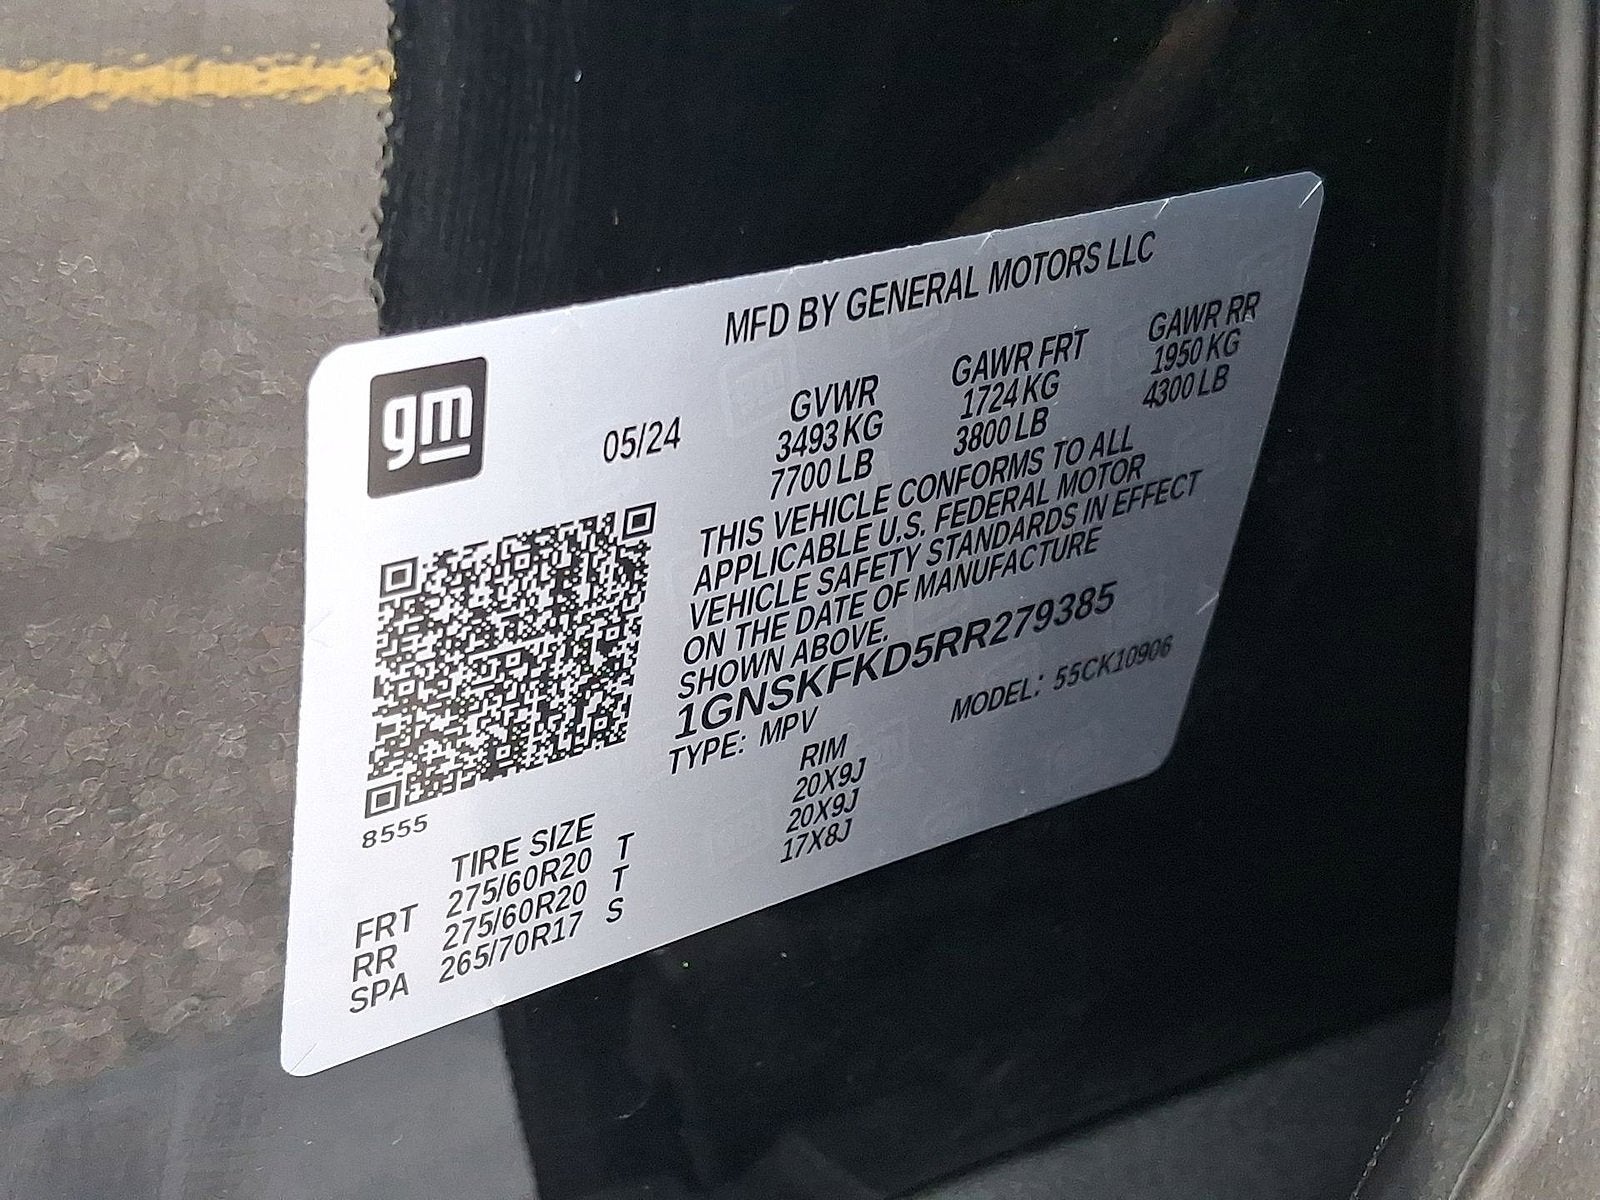 gm
MFD BY GENERAL MOTORS LLC
05/24
GVWR GAWR FRT GAWR RR
3493 KG 1724 KG 1950 KG
7700 LB 3800 LB 4300 LB
THIS VEHICLE CONFORMS TO ALL
APPLICABLE U.S. FEDERAL MOTOR
VEHICLE SAFETY STANDARDS IN EFFECT
ON THE DATE OF MANUFACTURE
SHOWN ABOVE.
1GNSKFKD5RR279385
TYPE: MPV MODEL: 55CK10906
8555
TIRE SIZE RIM
FRT 275/60R20 T 20X9J
RR 275/60R20 T 20X9J
SPA 265/70R17 S 17X8J